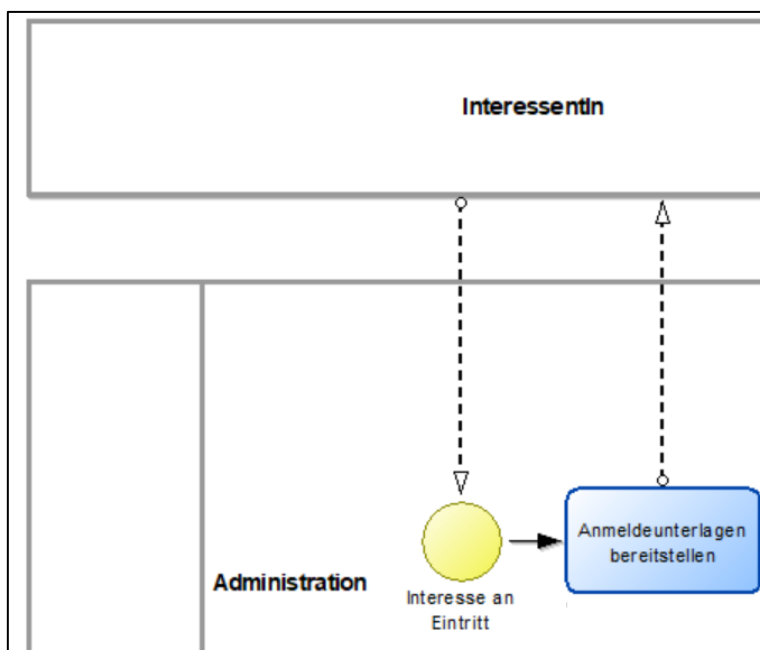 InteressentIn
Anmeldeunterlagen
bereitstellen
Administration
Interesse an
Eintritt